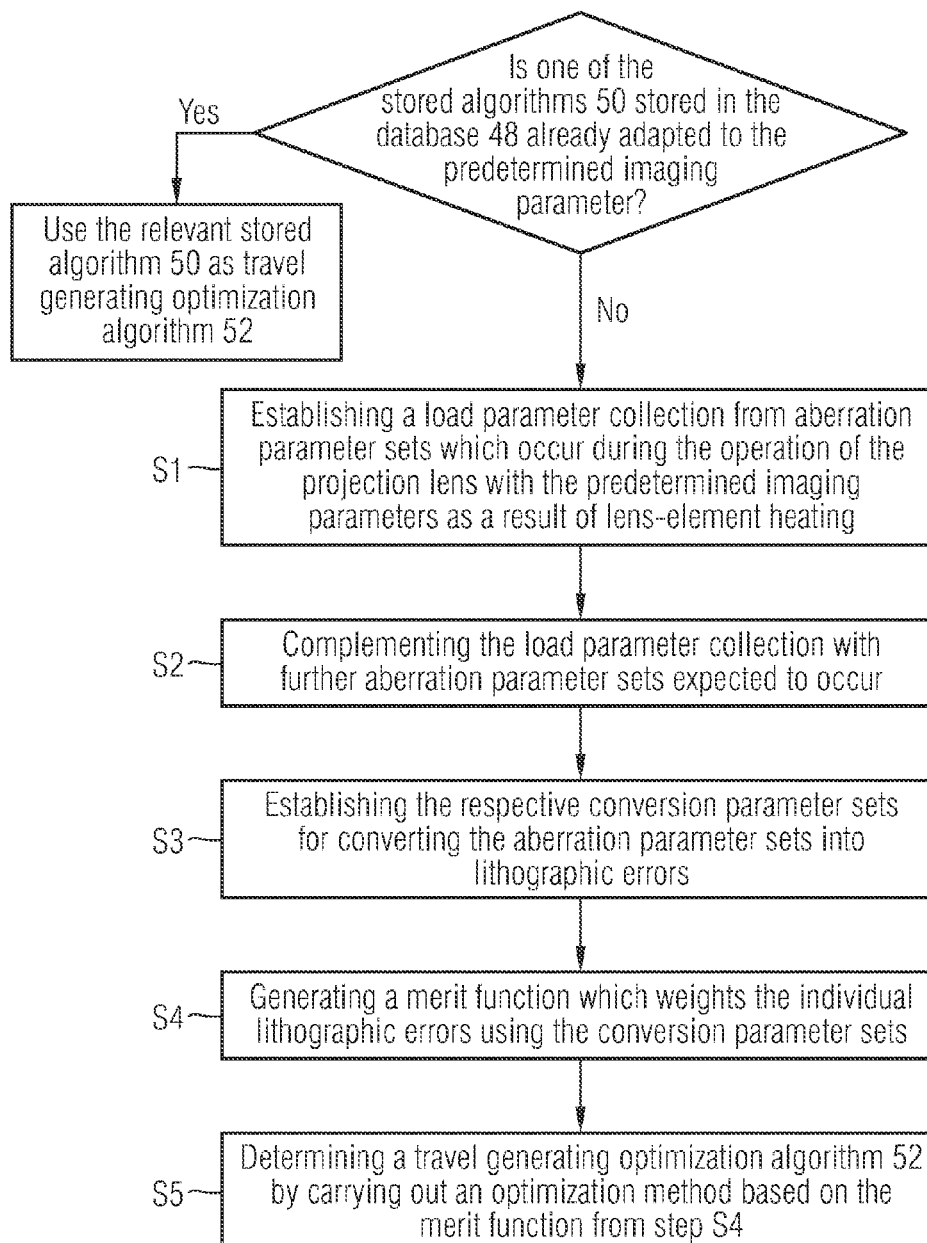 Is one of the
stored algorithms 50 stored in the
database 48 already adapted to the
predetermined imaging
parameter?
Yes
Use the relevant stored
algorithm 50 as travel
generating optimization
algorithm 52
No
S1
Establishing a load parameter collection from aberration
parameter sets which occur during the operation of the
projection lens with the predetermined imaging
parameters as a result of lens-element heating
S2
Complementing the load parameter collection with
further aberration parameter sets expected to occur
S3
Establishing the respective conversion parameter sets
for converting the aberration parameter sets into
lithographic errors
S4
Generating a merit function which weights the individual
lithographic errors using the conversion parameter sets
S5
Determining a travel generating optimization algorithm 52
by carrying out an optimization method based on the
merit function from step S4